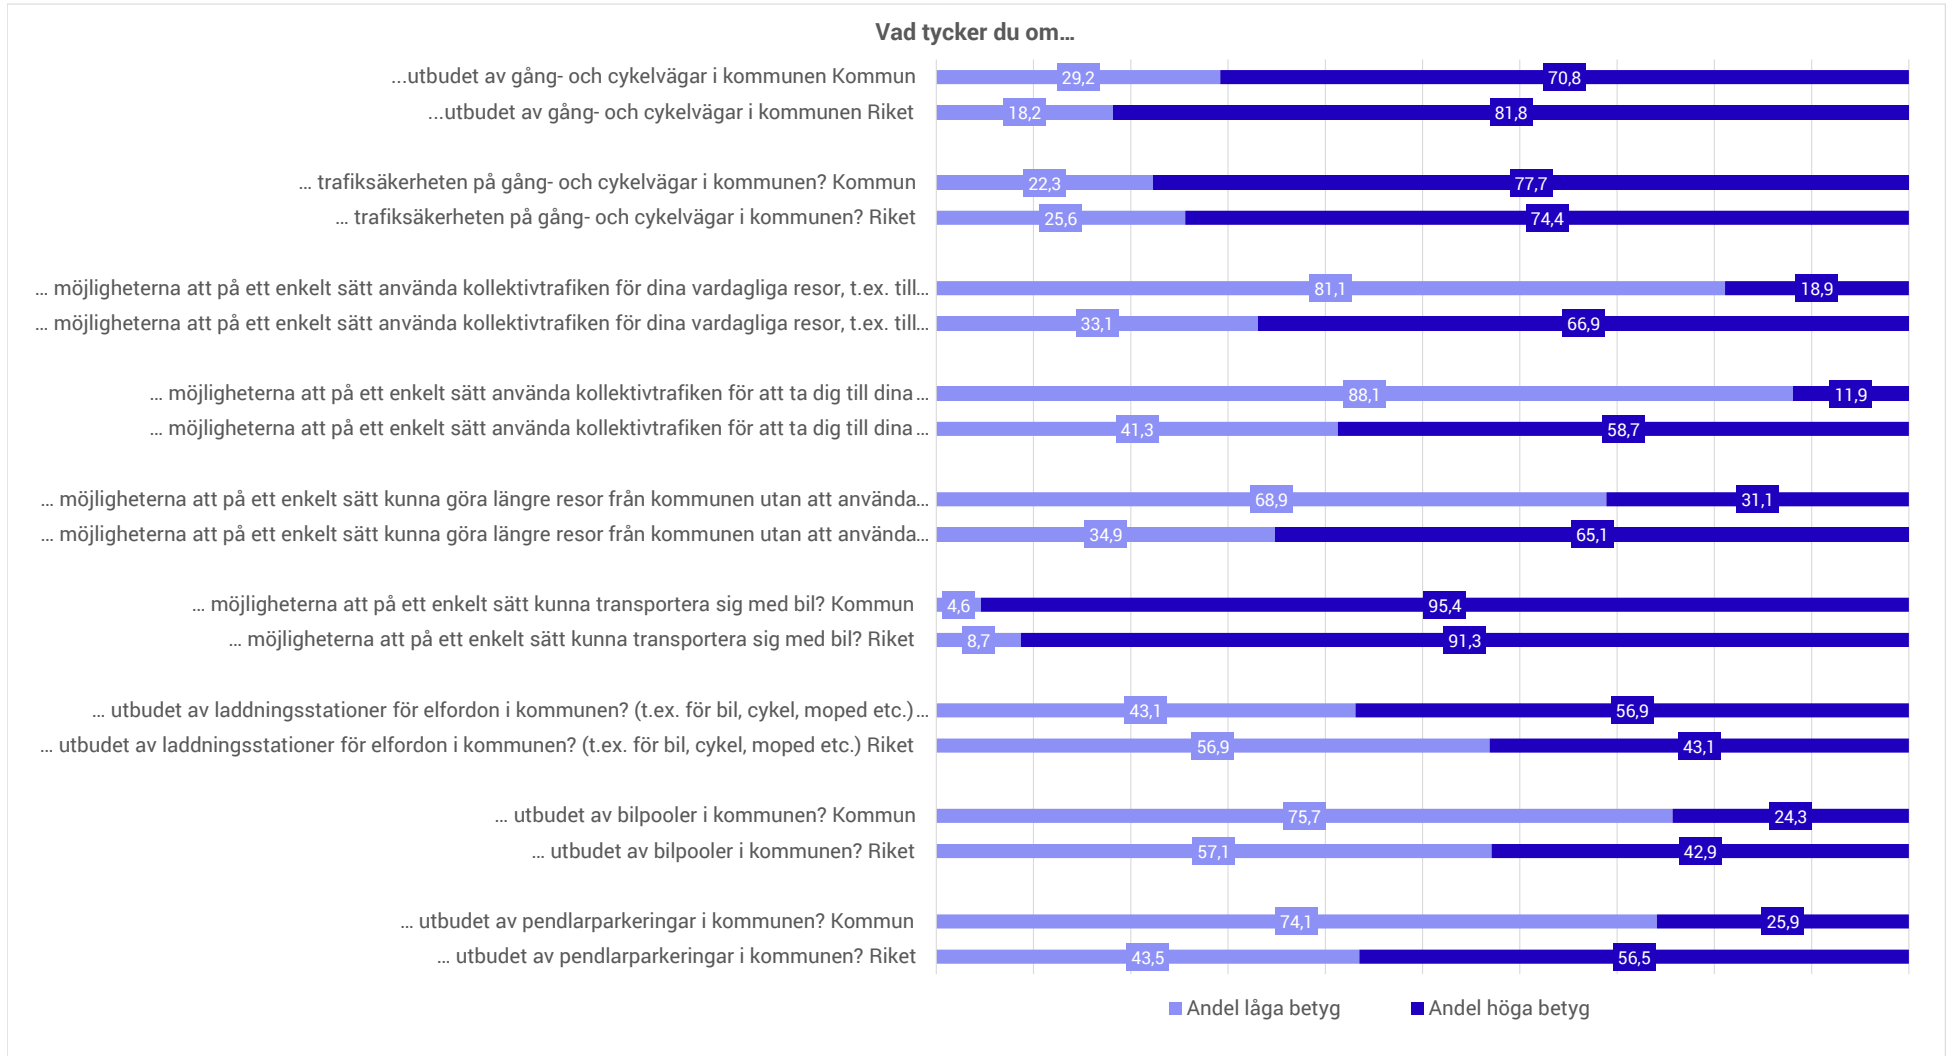 Vad tycker du om...
...utbudet av gång- och cykelvägar i kommunen Kommun 29,2 70,8
...utbudet av gång- och cykelvägar i kommunen Riket 18,2 81,8
... trafiksäkerheten på gång- och cykelvägar i kommunen? Kommun 22,3 77,7
... trafiksäkerheten på gång- och cykelvägar i kommunen? Riket 25,6 74,4
... möjligheterna att på ett enkelt sätt använda kollektivtrafiken för dina vardagliga resor, t.ex. till... 81,1 18,9
... möjligheterna att på ett enkelt sätt använda kollektivtrafiken för dina vardagliga resor, t.ex. till... 33,1 66,9
... möjligheterna att på ett enkelt sätt använda kollektivtrafiken för att ta dig till dina ... 88,1 11,9
... möjligheterna att på ett enkelt sätt använda kollektivtrafiken för att ta dig till dina ... 41,3 58,7
... möjligheterna att på ett enkelt sätt kunna göra längre resor från kommunen utan att använda... 68,9 31,1
... möjligheterna att på ett enkelt sätt kunna göra längre resor från kommunen utan att använda... 34,9 65,1
... möjligheterna att på ett enkelt sätt kunna transportera sig med bil? Kommun 4,6 95,4
... möjligheterna att på ett enkelt sätt kunna transportera sig med bil? Riket 8,7 91,3
... utbudet av laddningsstationer för elfordon i kommunen? (t.ex. för bil, cykel, moped etc.)... 43,1 56,9
... utbudet av laddningsstationer för elfordon i kommunen? (t.ex. för bil, cykel, moped etc.) Riket 56,9 43,1
... utbudet av bilpooler i kommunen? Kommun 75,7 24,3
... utbudet av bilpooler i kommunen? Riket 57,1 42,9
... utbudet av pendlarparkeringar i kommunen? Kommun 74,1 25,9
... utbudet av pendlarparkeringar i kommunen? Riket 43,5 56,5
Andel låga betyg Andel höga betyg